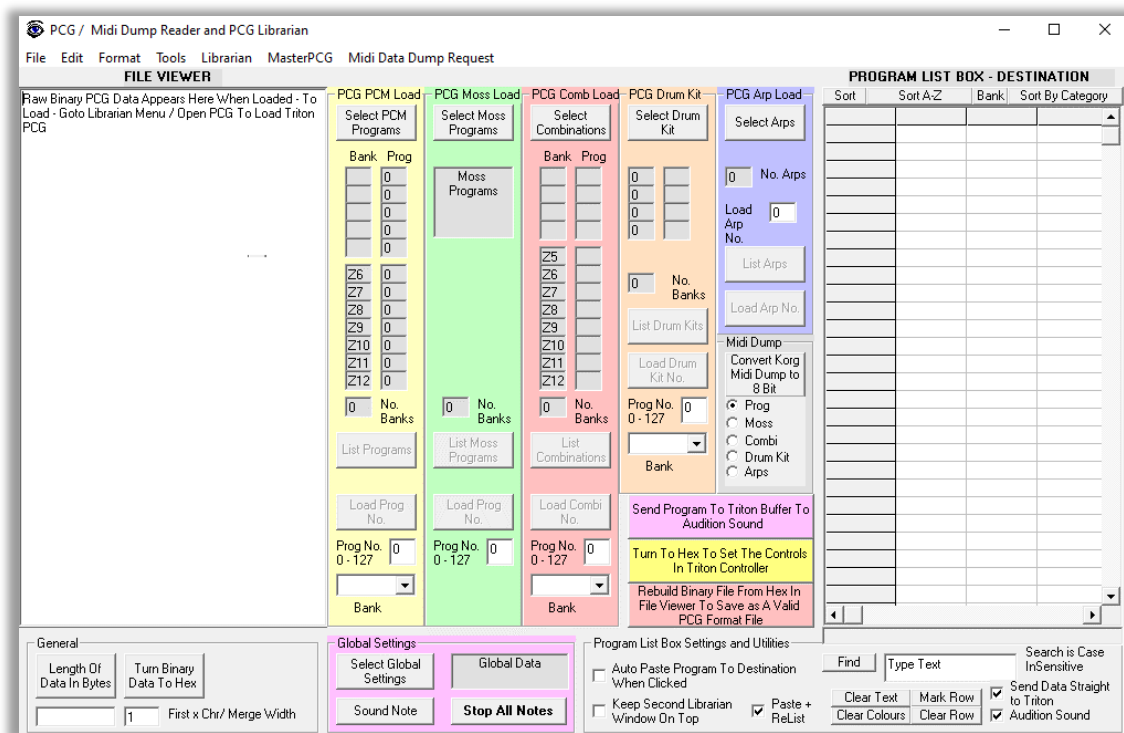 PCG / Midi Dump Reader and PCG Librarian
File Edit Format Tools Librarian MasterPCG Midi Data Dump Request
FILE VIEWER
Raw Binary PCG Data Appears Here When Loaded - To
Load - Goto Librarian Menu / Open PCG To Load Triton
PCG
PCG PCM Load
Select PCM
Programs
Bank Prog
0
0
0
0
0
Z6 0
Z7 0
Z8 0
Z9 0
Z10 0
Z11 0
Z12 0
0 No.
Banks
List Programs
Load Prog
No.
Prog No. 0
0 - 127
Bank
PCG Moss Load
Select Moss
Programs
Moss
Programs
0 No.
Banks
List Moss
Programs
Load Prog
No.
Prog No. 0
0 - 127
PCG Comb Load
Select
Combinations
Bank Prog
Z5
Z6
Z7
Z8
Z9
Z10
Z11
Z12
0 No.
Banks
List
Combinations
Load Combi
No.
Prog No. 0
0 - 127
Bank
PCG Drum Kit
Select Drum
Kit
0
0
0
0
0 No.
Banks
List Drum Kits
Load Drum
Kit No.
Prog No. 0
0 - 127
Bank
PCG Arp Load
Select Arps
0 No. Arps
Load 0
Arp
No.
List Arps
Load Arp No.
Midi Dump
Convert Korg
Midi Dump to
8 Bit
Prog
Moss
Combi
Drum Kit
Arps
Send Program To Triton Buffer To
Audition Sound
Turn To Hex To Set The Controls
In Triton Controller
Rebuild Binary File From Hex In
File Viewer To Save as A Valid
PCG Format File
PROGRAM LIST BOX - DESTINATION
Sort Sort A-Z Bank Sort By Category
General
Length Of
Data In Bytes
Turn Binary
Data To Hex
1 First x Chr/ Merge Width
Global Settings
Select Global
Settings
Global Data
Sound Note Stop All Notes
Program List Box Settings and Utilities
Auto Paste Program To Destination
When Clicked
Keep Second Librarian
Window On Top
Paste +
ReList
Find Type Text
Search is Case
InSensitive
Clear Text Mark Row
Clear Colours Clear Row
Send Data Straight
to Triton
Audition Sound